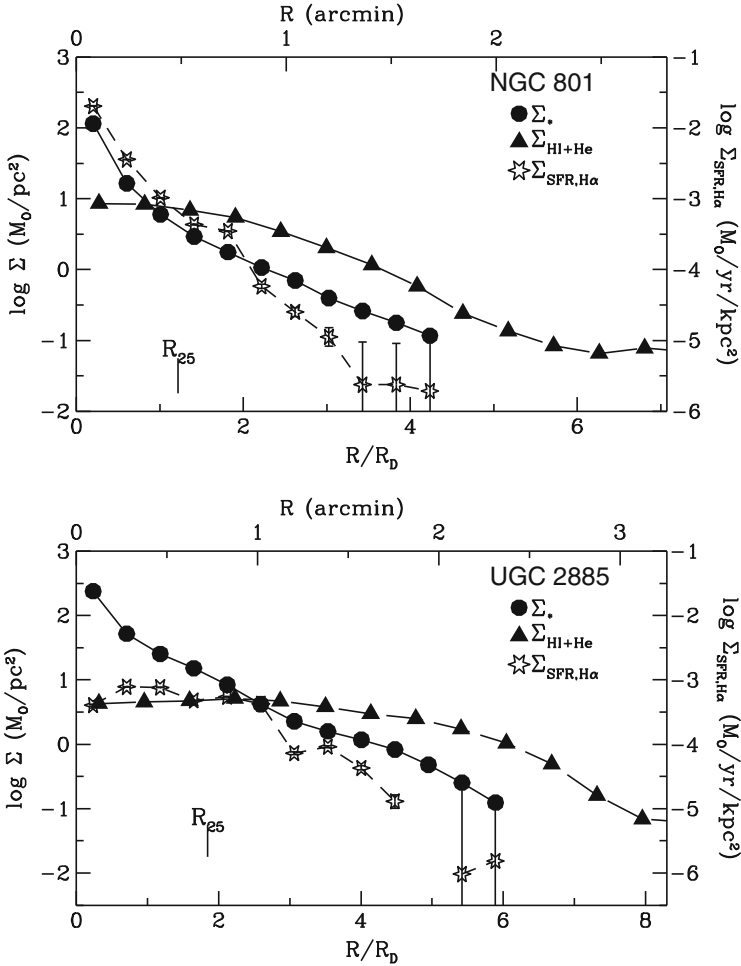 R (arcmin)
0 1 2
3 2 1 0 −1 −2
log Σ (M₀/pc²)
NGC 801
Σ*
ΣHI+He
ΣSFR,Hα
R25
−1 −2 −3 −4 −5 −6
log ΣSFR,Hα (M₀/yr/kpc²)
0 2 4 6
R/RD
R (arcmin)
0 1 2 3
3 2 1 0 −1 −2
log Σ (M₀/pc²)
UGC 2885
Σ*
ΣHI+He
ΣSFR,Hα
R25
−1 −2 −3 −4 −5 −6
log ΣSFR,Hα (M₀/yr/kpc²)
0 2 4 6 8
R/RD